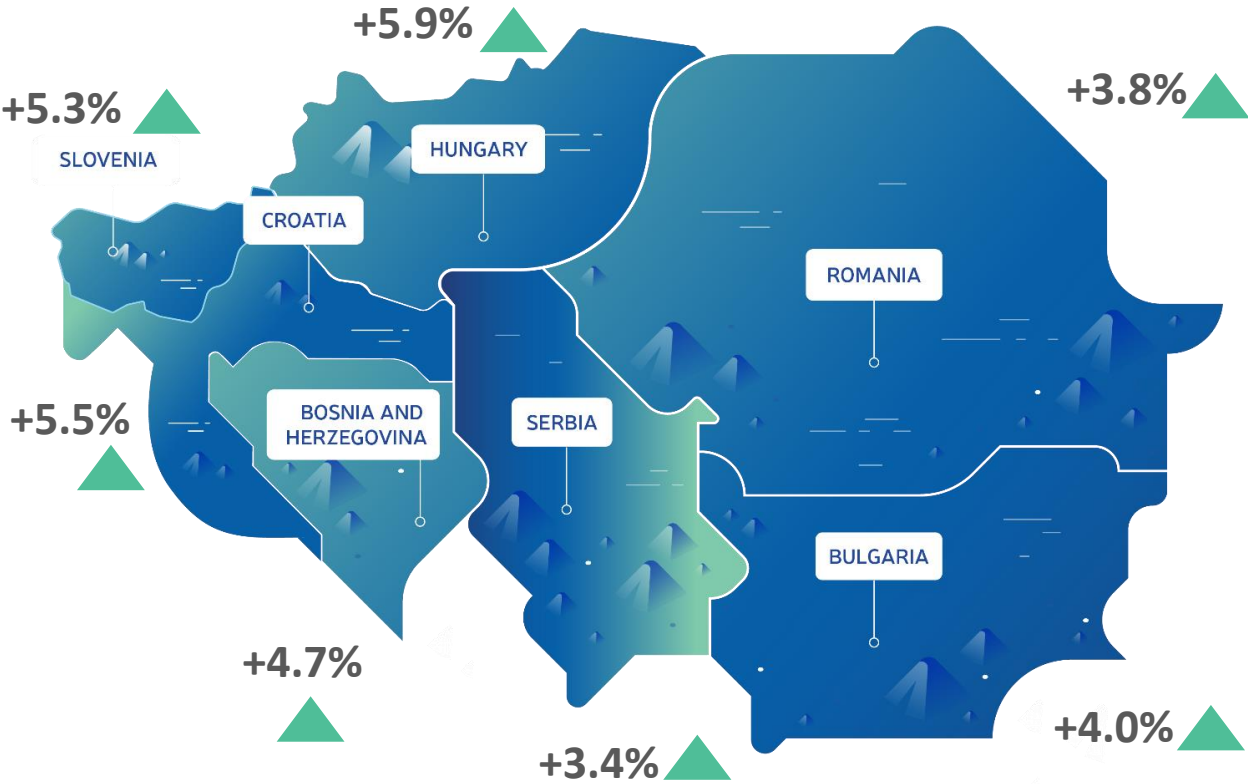 +5.9%
+3.8%
+5.3%
HUNGARY
SLOVENIA
CROATIA
ROMANIA
+5.5%
BOSNIA AND
HERZEGOVINA
SERBIA
BULGARIA
+4.7%
+4.0%
+3.4%